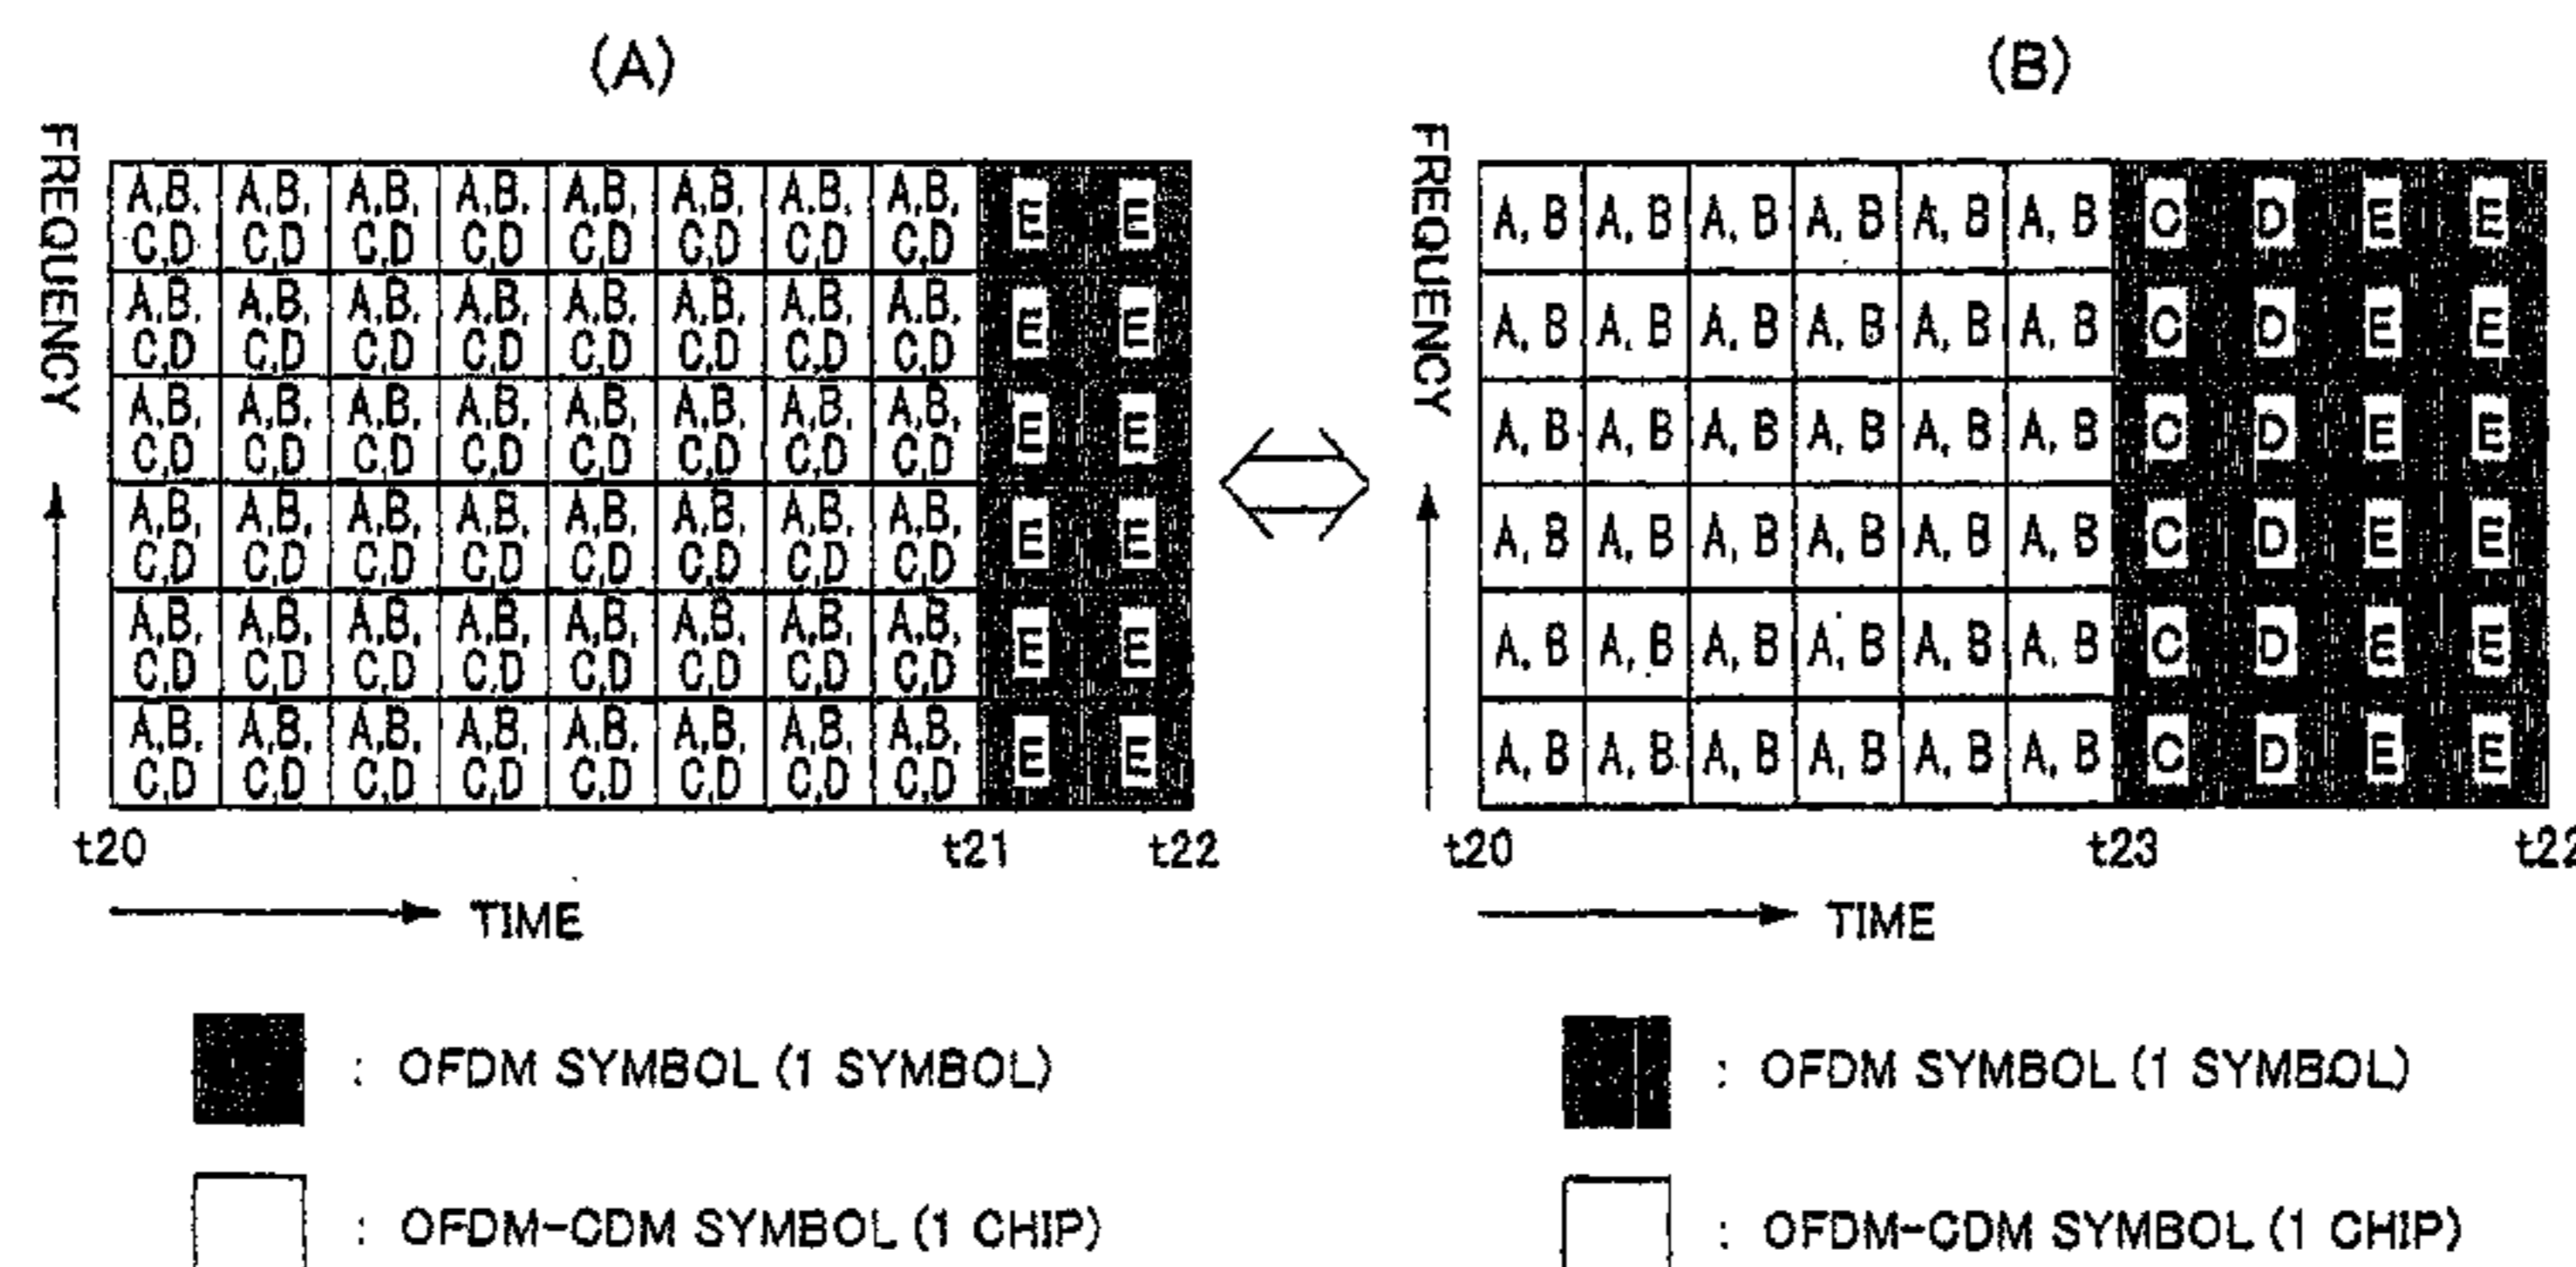 (A)
FREQUENCY
A,B, A,B, A,B, A,B, A,B, A,B, A,B, A,B, E E
C,D C,D C,D C,D C,D C,D C,D C,D
A,B, A,B, A,B, A,B, A,B, A,B, A,B, A,B, E E
C,D C,D C,D C,D C,D C,D C,D C,D
A,B, A,B, A,B, A,B, A,B, A,B, A,B, A,B, E E
C,D C,D C,D C,D C,D C,D C,D C,D
A,B, A,B, A,B, A,B, A,B, A,B, A,B, A,B, E E
C,D C,D C,D C,D C,D C,D C,D C,D
A,B, A,B, A,B, A,B, A,B, A,B, A,B, A,B, E E
C,D C,D C,D C,D C,D C,D C,D C,D
A,B, A,B, A,B, A,B, A,B, A,B, A,B, A,B, E E
C,D C,D C,D C,D C,D C,D C,D C,D
t20 t21 t22
TIME
: OFDM SYMBOL (1 SYMBOL)
: OFDM-CDM SYMBOL (1 CHIP)
(B)
FREQUENCY
A, B A, B A, B A, B A, B A, B C D E E
A, B A, B A, B A, B A, B A, B C D E E
A, B A, B A, B A, B A, B A, B C D E E
A, B A, B A, B A, B A, B A, B C D E E
A, B A, B A, B A, B A, B A, B C D E E
A, B A, B A, B A, B A, B A, B C D E E
t20 t23 t22
TIME
: OFDM SYMBOL (1 SYMBOL)
: OFDM-CDM SYMBOL (1 CHIP)